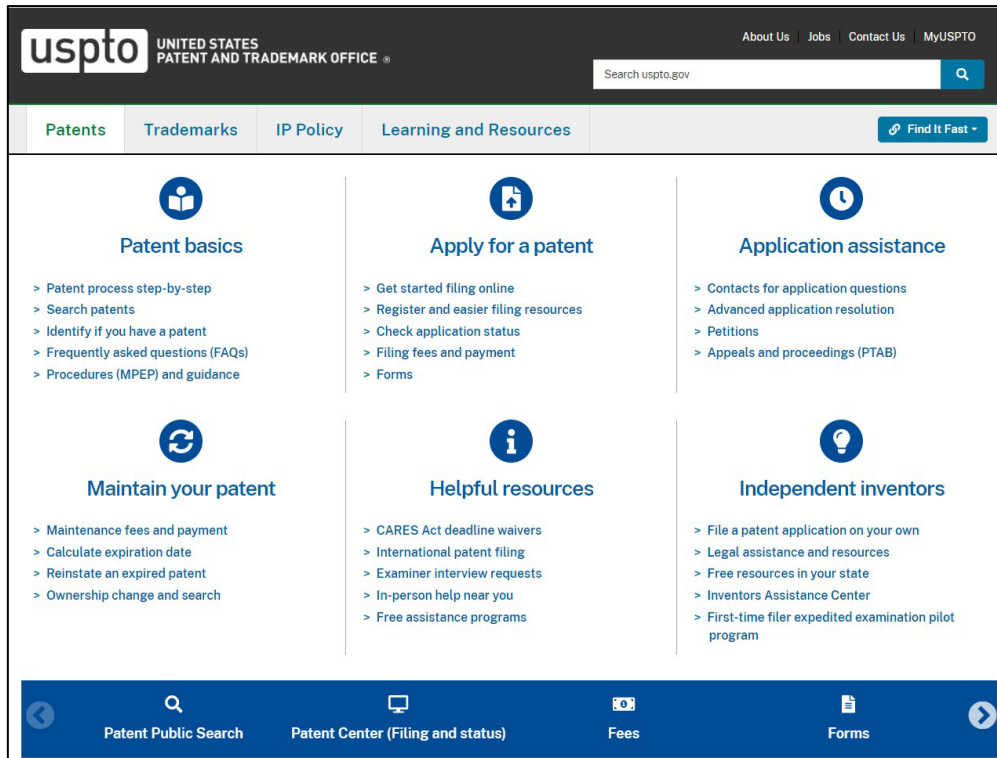 uspto
UNITED STATES
PATENT AND TRADEMARK OFFICE ®
About Us
Jobs
Contact Us
MyUSPTO
Search uspto.gov
Patents
Trademarks
IP Policy
Learning and Resources
Find It Fast
Patent basics
> Patent process step-by-step
> Search patents
> Identify if you have a patent
> Frequently asked questions (FAQs)
> Procedures (MPEP) and guidance
Apply for a patent
> Get started filing online
> Register and easier filing resources
> Check application status
> Filing fees and payment
> Forms
Application assistance
> Contacts for application questions
> Advanced application resolution
> Petitions
> Appeals and proceedings (PTAB)
Maintain your patent
> Maintenance fees and payment
> Calculate expiration date
> Reinstate an expired patent
> Ownership change and search
Helpful resources
> CARES Act deadline waivers
> International patent filing
> Examiner interview requests
> In-person help near you
> Free assistance programs
Independent inventors
> File a patent application on your own
> Legal assistance and resources
> Free resources in your state
> Inventors Assistance Center
> First-time filer expedited examination pilot
program
Patent Public Search
Patent Center (Filing and status)
Fees
Forms